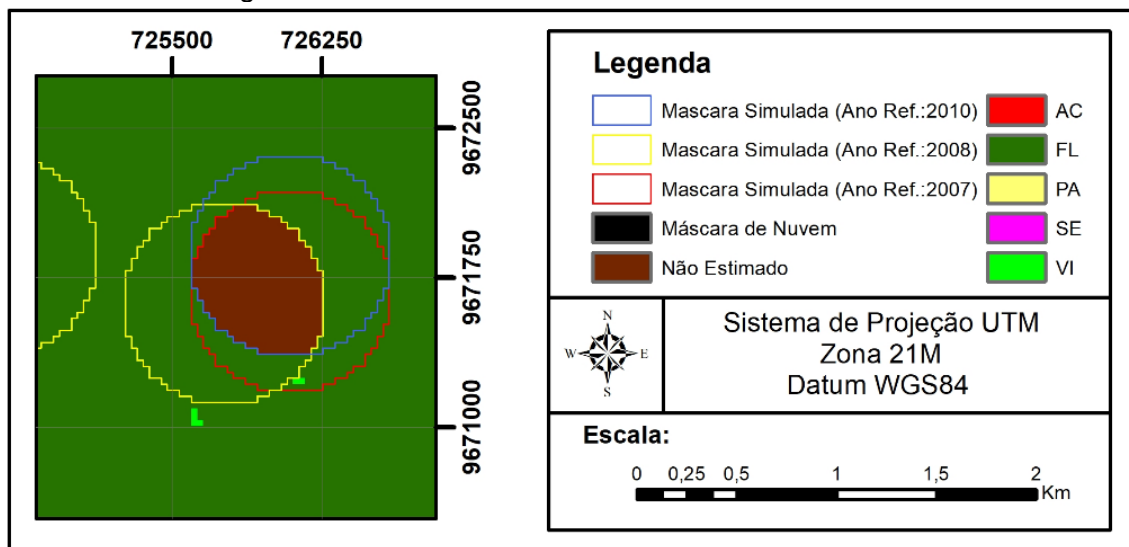 725500 726250
9672500
9671750
9671000
Legenda
Mascara Simulada (Ano Ref.:2010)
Mascara Simulada (Ano Ref.:2008)
Mascara Simulada (Ano Ref.:2007)
Máscara de Nuvem
Não Estimado
AC
FL
PA
SE
VI
N
W E
S
Sistema de Projeção UTM
Zona 21M
Datum WGS84
Escala:
0 0,25 0,5 1 1,5 2
Km